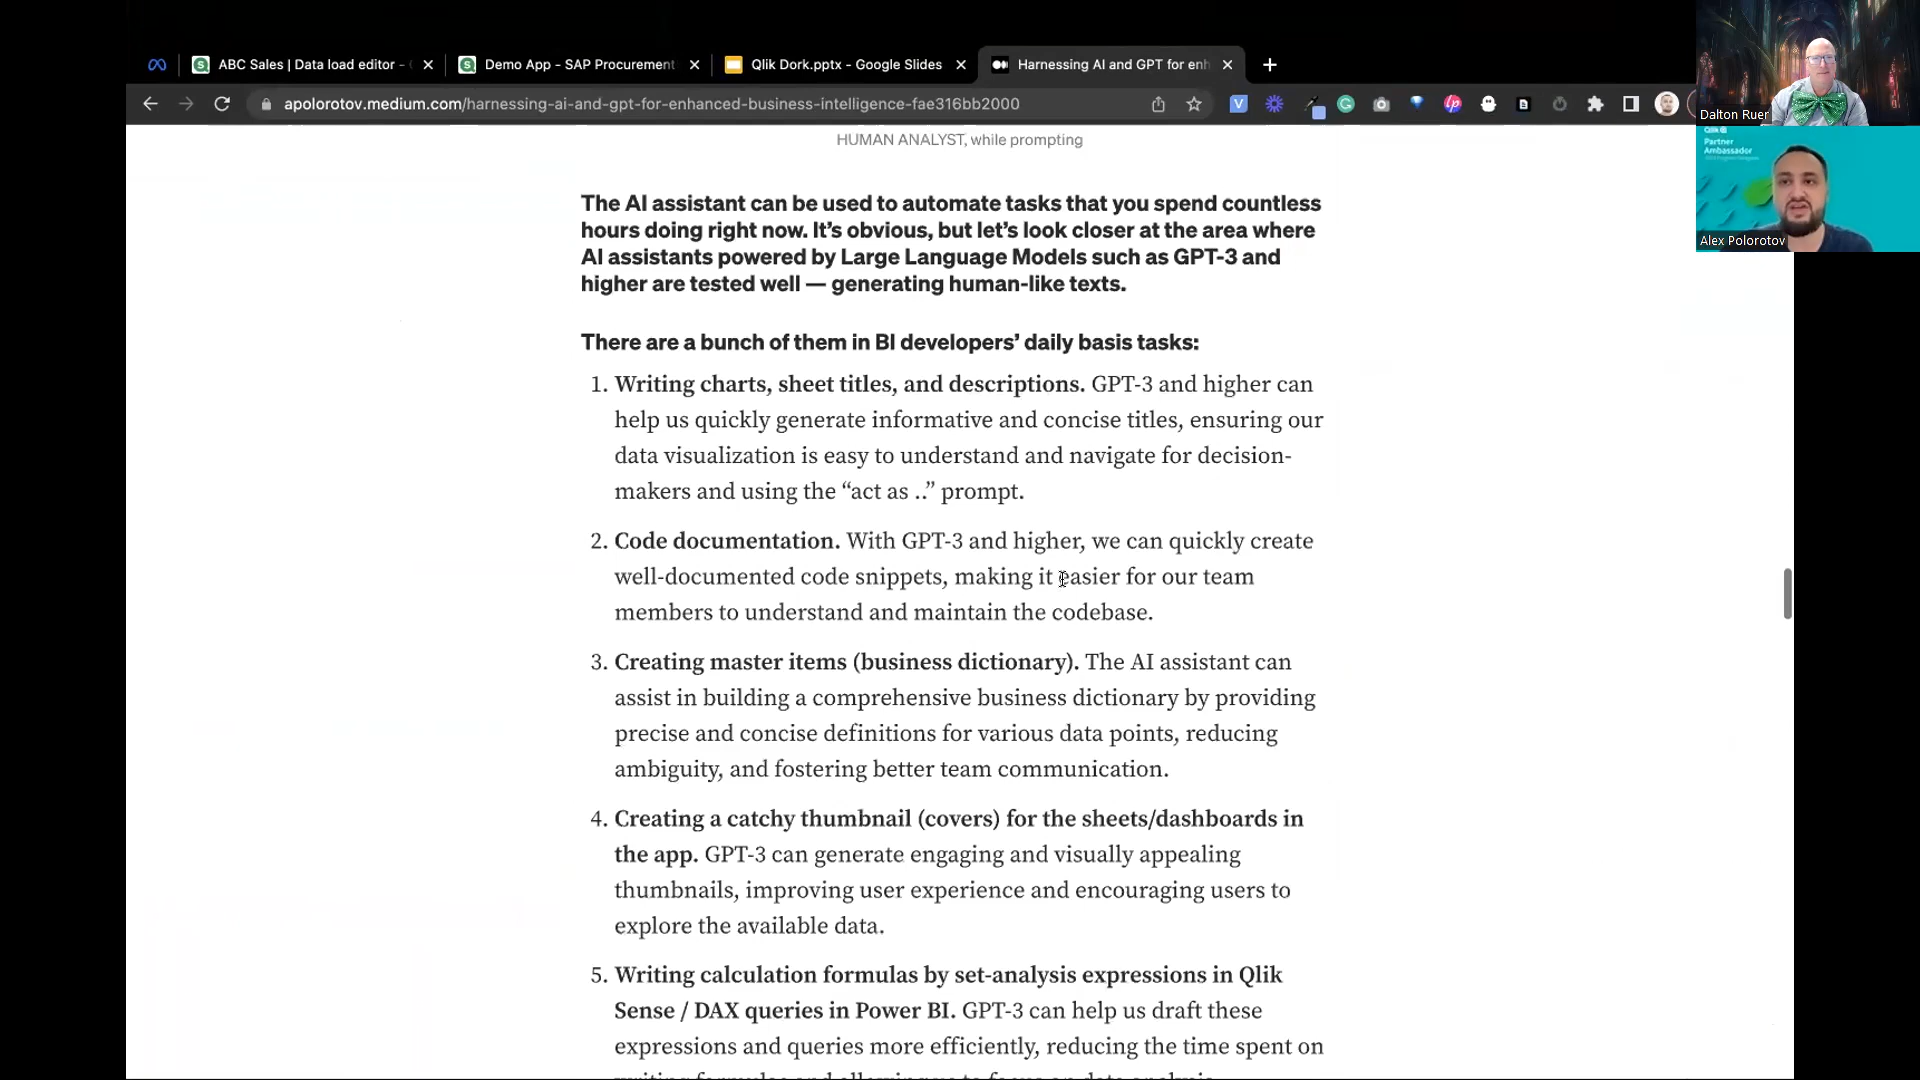 ABC Sales | Data load editor -
Demo App - SAP Procurement
Qlik Dork.pptx - Google Slides
Harnessing AI and GPT for enh
apolorotov.medium.com/harnessing-ai-and-gpt-for-enhanced-business-intelligence-fae316bb2000
Dalton Ruer
Qlik
Partner
Ambassador
Alex Polorotov
HUMAN ANALYST, while prompting
The AI assistant can be used to automate tasks that you spend countless
hours doing right now. It’s obvious, but let’s look closer at the area where
AI assistants powered by Large Language Models such as GPT-3 and
higher are tested well — generating human-like texts.
There are a bunch of them in BI developers’ daily basis tasks:
1. Writing charts, sheet titles, and descriptions. GPT-3 and higher can
help us quickly generate informative and concise titles, ensuring our
data visualization is easy to understand and navigate for decision-
makers and using the “act as ..” prompt.
2. Code documentation. With GPT-3 and higher, we can quickly create
well-documented code snippets, making it easier for our team
members to understand and maintain the codebase.
3. Creating master items (business dictionary). The AI assistant can
assist in building a comprehensive business dictionary by providing
precise and concise definitions for various data points, reducing
ambiguity, and fostering better team communication.
4. Creating a catchy thumbnail (covers) for the sheets/dashboards in
the app. GPT-3 can generate engaging and visually appealing
thumbnails, improving user experience and encouraging users to
explore the available data.
5. Writing calculation formulas by set-analysis expressions in Qlik
Sense / DAX queries in Power BI. GPT-3 can help us draft these
expressions and queries more efficiently, reducing the time spent on